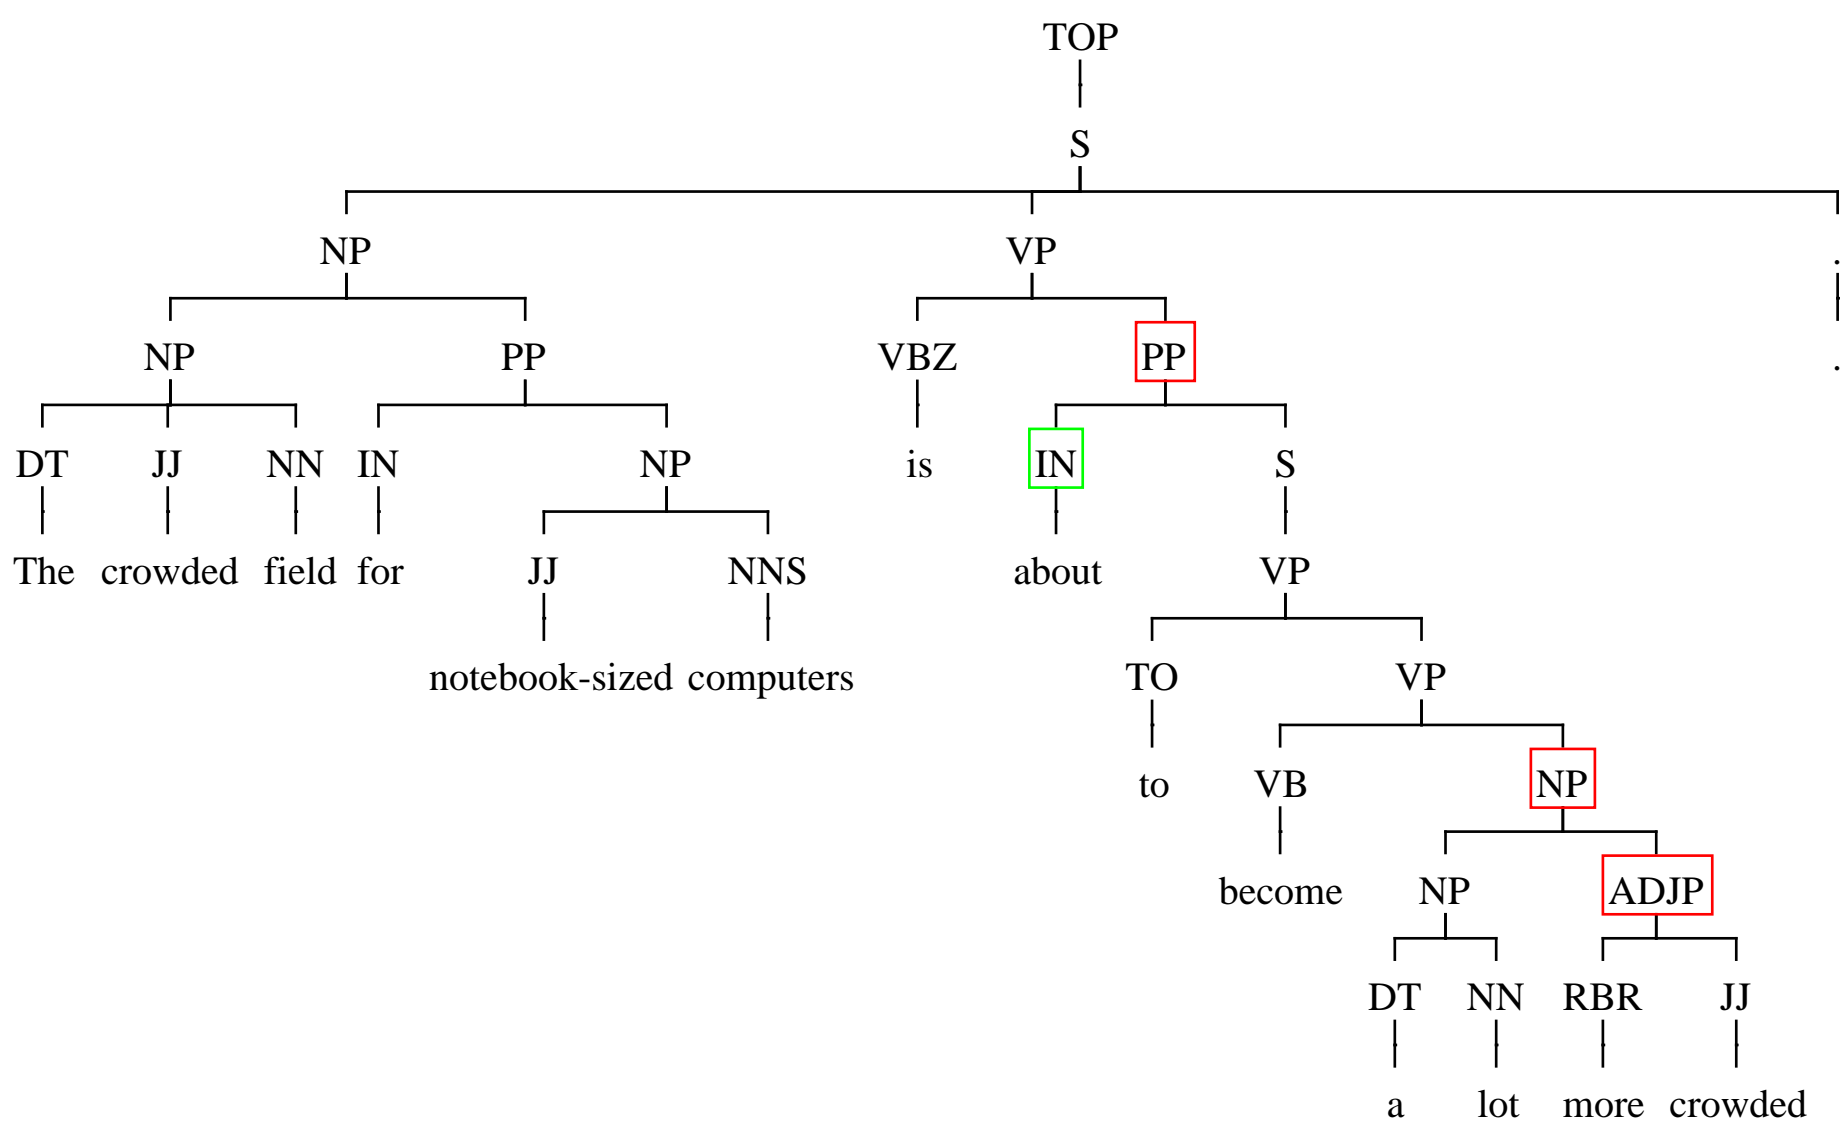 TOP
S
NP VP .
NP PP VBZ PP .
DT JJ NN IN NP is IN S
The crowded field for JJ NNS about VP
notebook-sized computers TO VP
to VB NP
become NP ADJP
DT NN RBR JJ
a lot more crowded